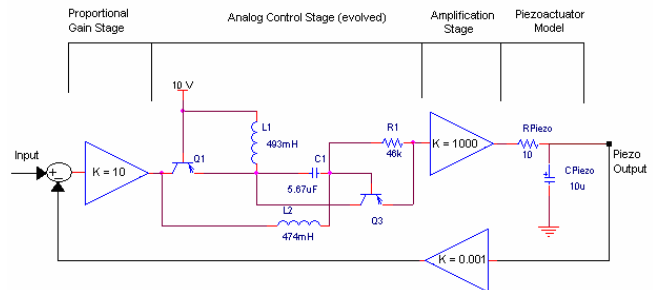 Proportional
Gain Stage
Analog Control Stage (evolved)
Amplification
Stage
Piezoactuator
Model
10 V
L1
493mH
R1
46k
Input
K = 10
Q1
C1
5.67uF
K = 1000
RPiezo
10
CPiezo
10u
Piezo
Output
L2
474mH
Q3
K = 0.001